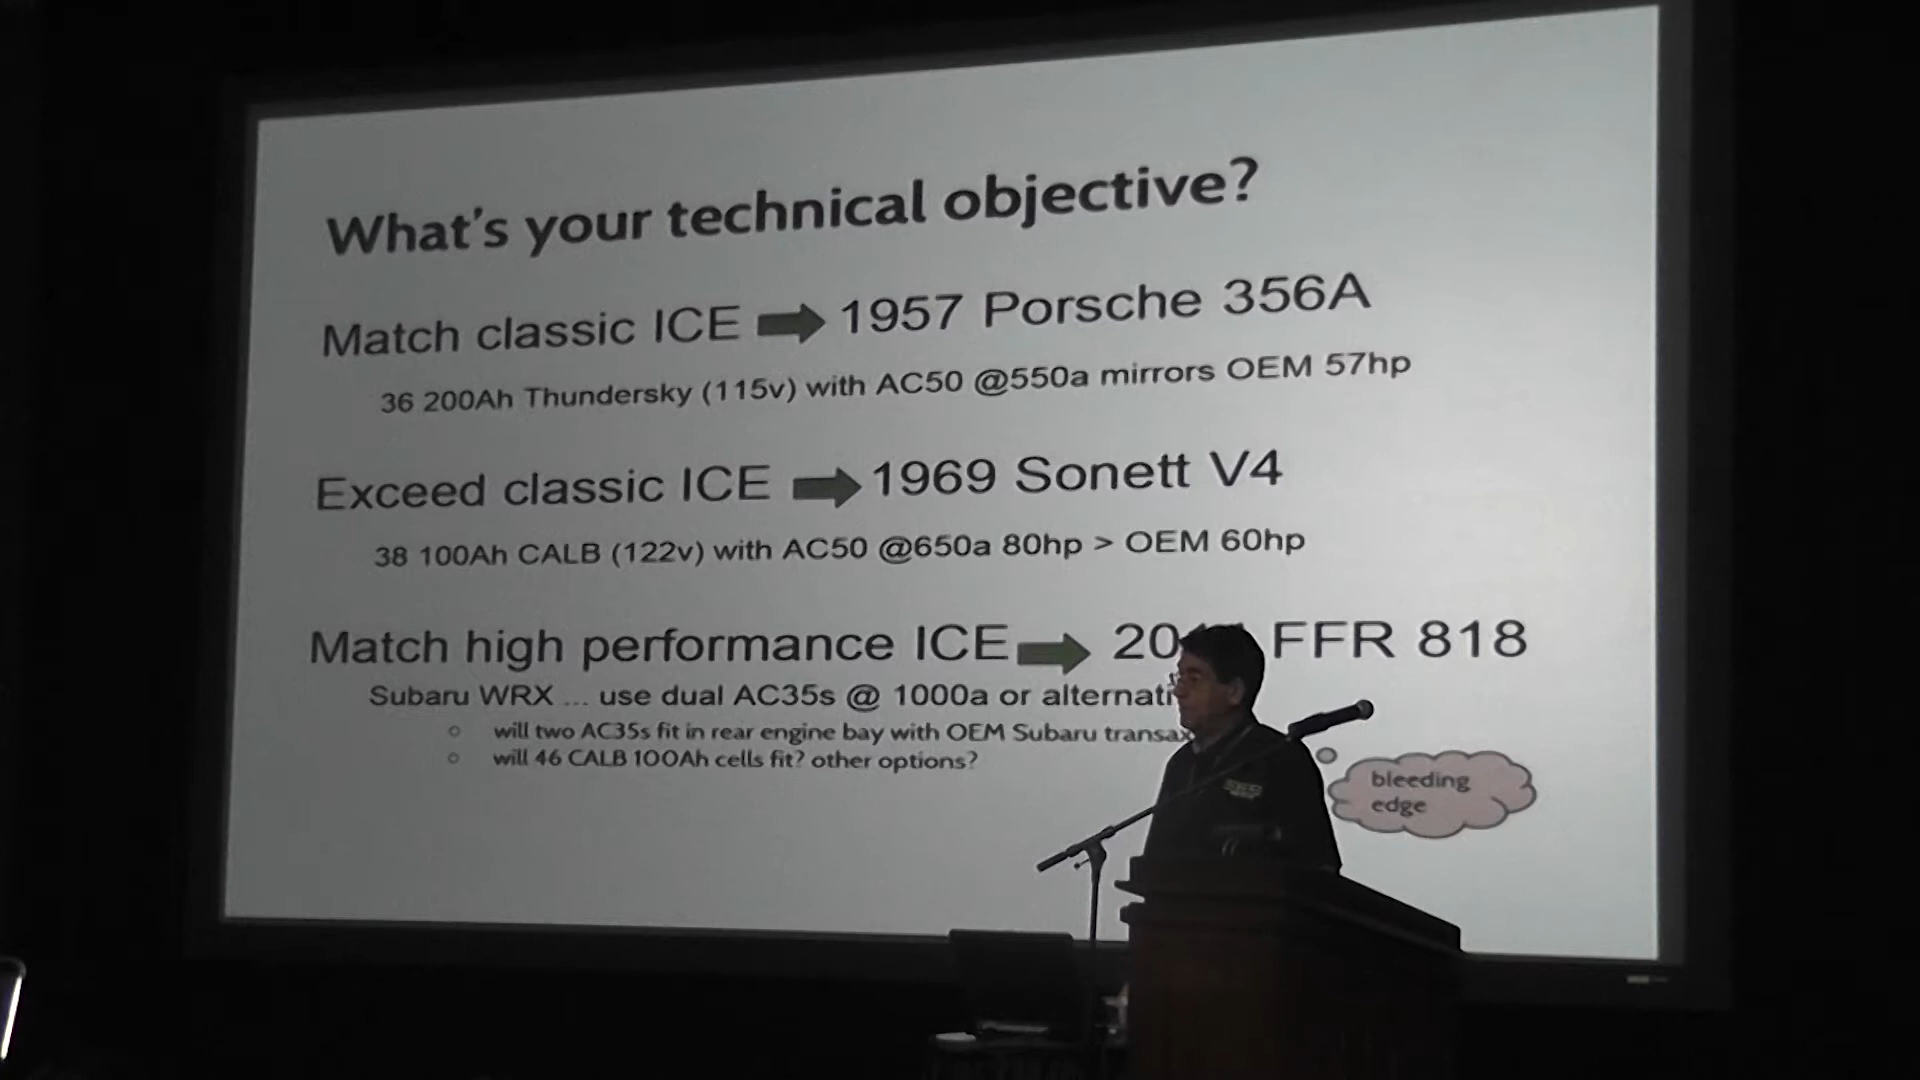 What's your technical objective?
Match classic ICE 1957 Porsche 356A
36 200Ah Thundersky (115v) with AC50 @550a mirrors OEM 57hp
Exceed classic ICE 1969 Sonett V4
38 100Ah CALB (122v) with AC50 @650a 80hp > OEM 60hp
Match high performance ICE FFR 818
Subaru WRX ... use dual AC35s @ 1000a or
will two AC35s fit in rear engine bay with OEM Subaru
will 46 CALB 100Ah cells fit? other options?
bleeding
edge